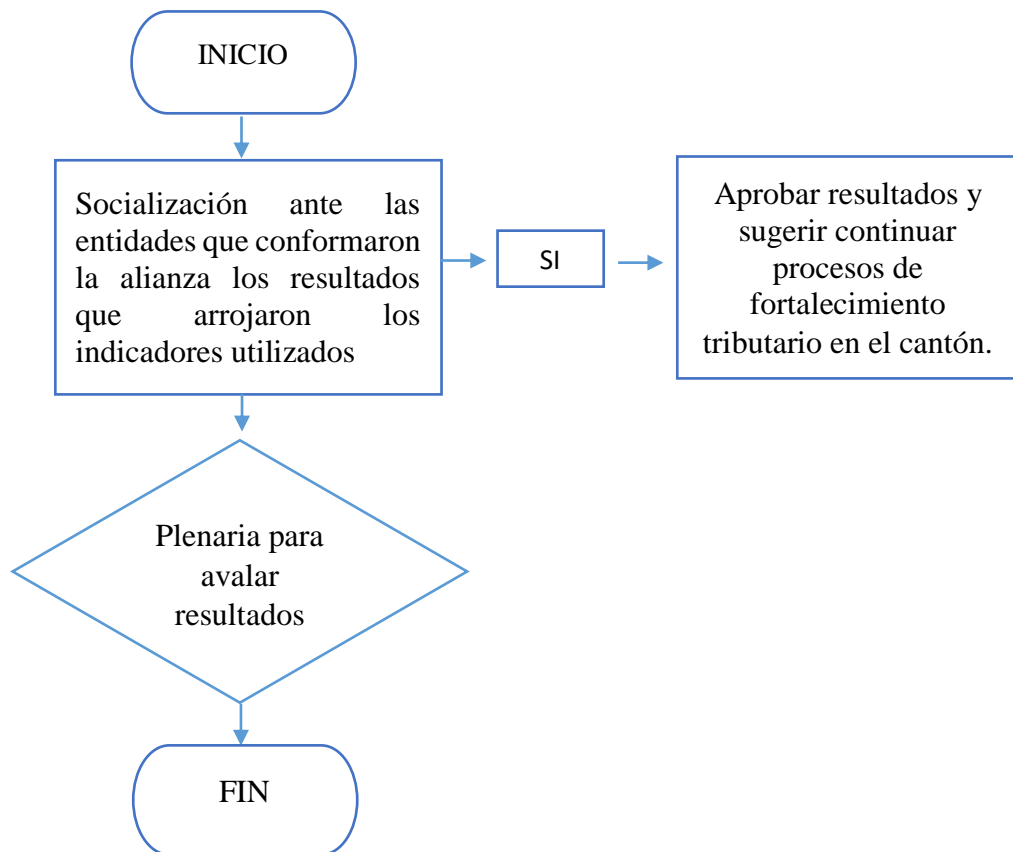 INICIO
Socialización ante las
entidades que conformaron
la alianza los resultados
que arrojaron los
indicadores utilizados
SI
Aprobar resultados y
sugerir continuar
procesos de
fortalecimiento
tributario en el cantón.
Plenaria para
avalar
resultados
FIN